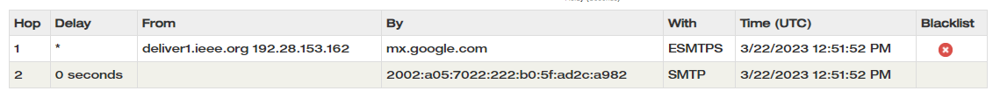 Hop Delay From By With Time (UTC) Blacklist
1 * deliver1.ieee.org 192.28.153.162 mx.google.com ESMTPS 3/22/2023 12:51:52 PM
2 0 seconds 2002:a05:7022:222:b0:5f:ad2c:a982 SMTP 3/22/2023 12:51:52 PM